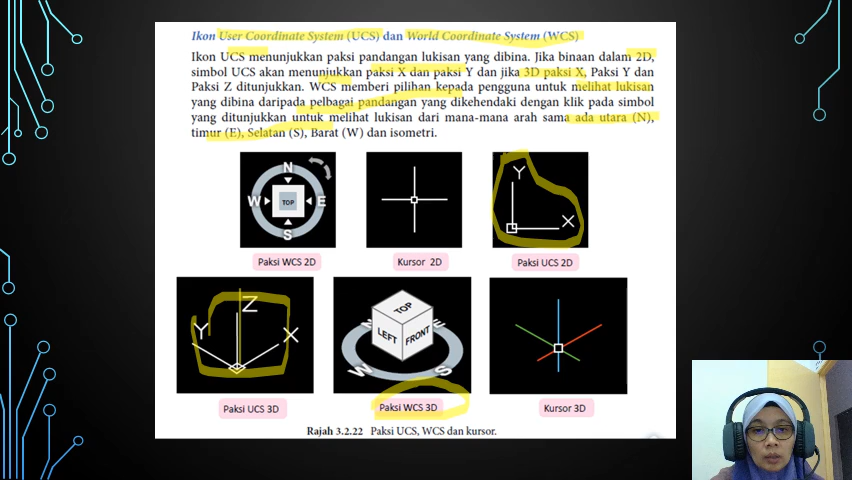 Ikon User Coordinate System (UCS) dan World Coordinate System (WCS)
Ikon UCS menunjukkan paksi pandangan lukisan yang dibina. Jika binaan dalam 2D,
simbol UCS akan menunjukkan paksi X dan paksi Y dan jika 3D paksi X, Paksi Y dan
Paksi Z ditunjukkan. WCS memberi pilihan kepada pengguna untuk melihat lukisan
yang dibina daripada pelbagai pandangan yang dikehendaki dengan klik pada simbol
yang ditunjukkan untuk melihat lukisan dari mana-mana arah sama ada utara (N),
timur (E), Selatan (S), Barat (W) dan isometri.
N
W TOP E
S
Y
X
Paksi WCS 2D
Kursor 2D
Paksi UCS 2D
Z
Y
X
TOP
LEFT FRONT
N E
W S
Paksi UCS 3D
Paksi WCS 3D
Kursor 3D
Rajah 3.2.22 Paksi UCS, WCS dan kursor.